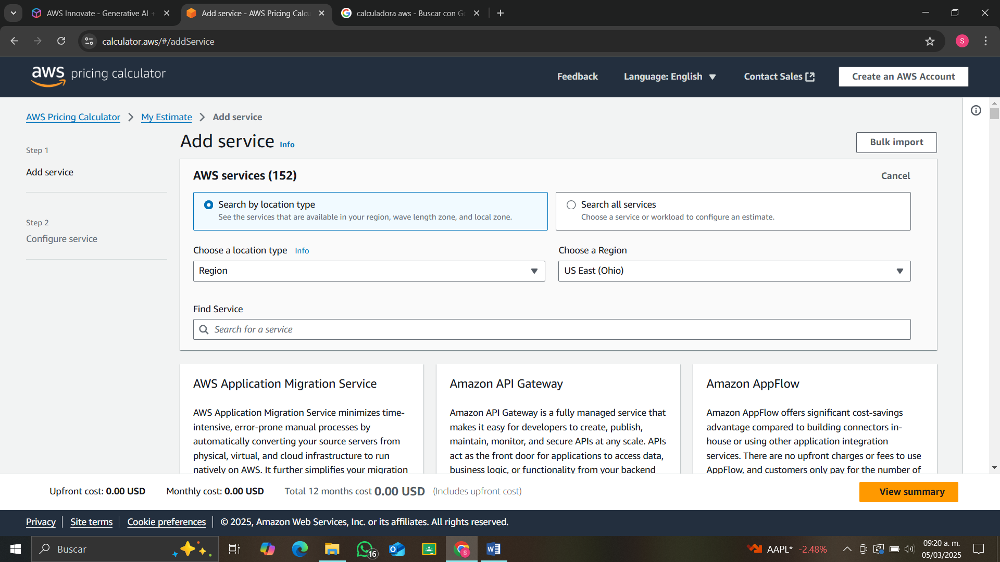 AWS Innovate - Generative AI +
Add service - AWS Pricing Calcu
calculadora aws - Buscar con Go
calculator.aws/#/addService
S
aws pricing calculator
Feedback
Language: English
Contact Sales
Create an AWS Account
AWS Pricing Calculator
My Estimate
Add service
Step 1
Add service
Step 2
Configure service
Add service Info
Bulk import
AWS services (152)
Cancel
Search by location type
See the services that are available in your region, wave length zone, and local zone.
Search all services
Choose a service or workload to configure an estimate.
Choose a location type Info
Region
Choose a Region
US East (Ohio)
Find Service
Search for a service
AWS Application Migration Service
AWS Application Migration Service minimizes time-
intensive, error-prone manual processes by
automatically converting your source servers from
physical, virtual, and cloud infrastructure to run
natively on AWS. It further simplifies your migration
Amazon API Gateway
Amazon API Gateway is a fully managed service that
makes it easy for developers to create, publish,
maintain, monitor, and secure APIs at any scale. APIs
act as the front door for applications to access data,
business logic, or functionality from your backend
Amazon AppFlow
Amazon AppFlow offers significant cost-savings
advantage compared to building connectors in-
house or using other application integration
services. There are no upfront charges or fees to use
AppFlow, and customers only pay for the number of
Upfront cost: 0.00 USD
Monthly cost: 0.00 USD
Total 12 months cost 0.00 USD (Includes upfront cost)
View summary
Privacy
Site terms
Cookie preferences
© 2025, Amazon Web Services, Inc. or its affiliates. All rights reserved.
Buscar
16
AAPL* -2.48%
09:20 a. m.
05/03/2025